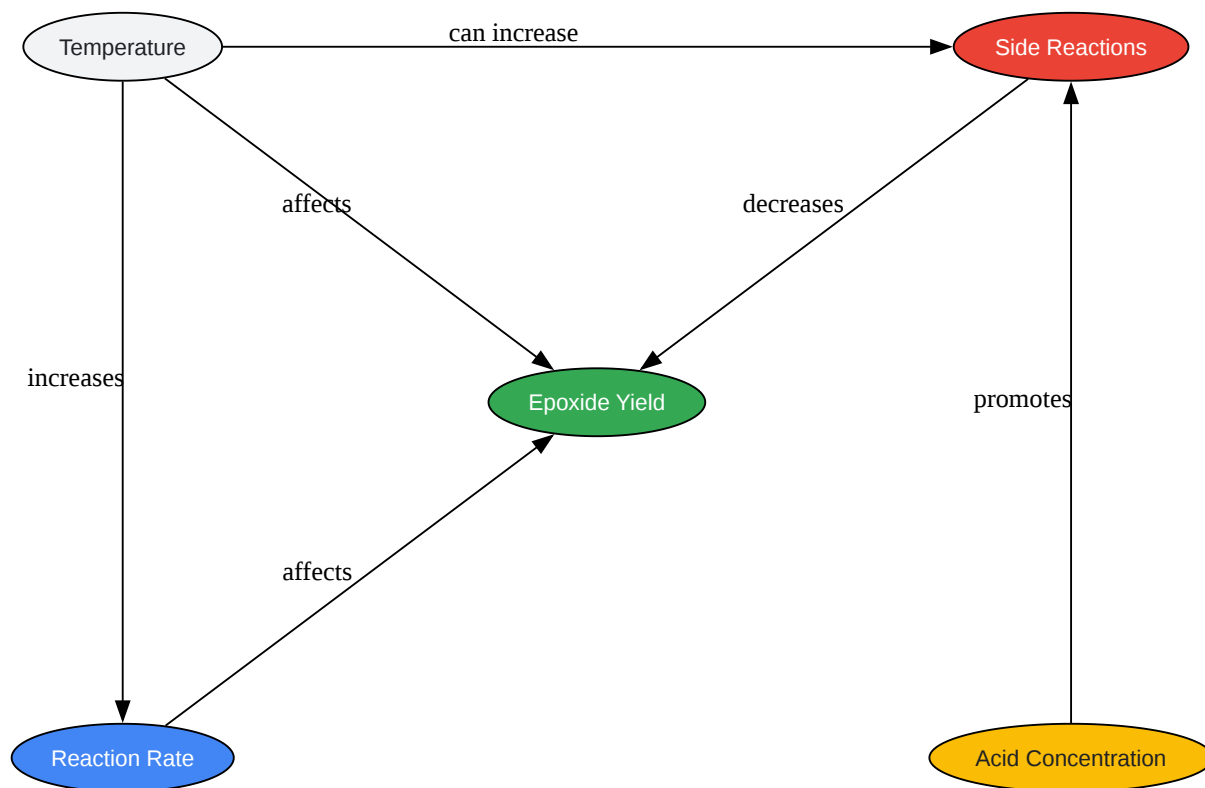 can increase
Temperature
Side Reactions
affects
decreases
increases
Epoxide Yield
promotes
affects
Reaction Rate
Acid Concentration